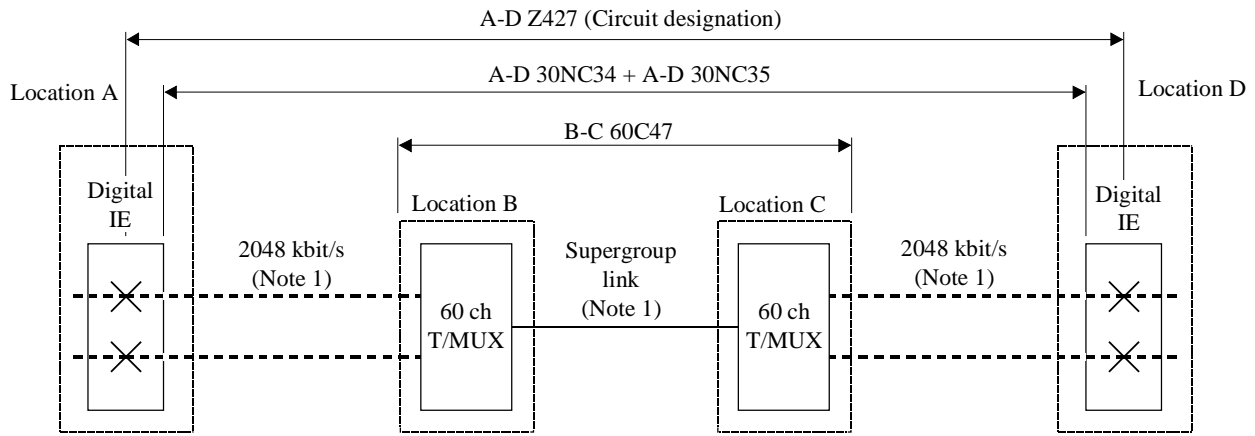 A-D Z427 (Circuit designation)
A-D 30NC34 + A-D 30NC35
Location A
Location D
B-C 60C47
Digital
IE
Location B
Location C
Digital
IE
2048 kbit/s
(Note 1)
Supergroup
link
(Note 1)
2048 kbit/s
(Note 1)
60 ch
T/MUX
60 ch
T/MUX